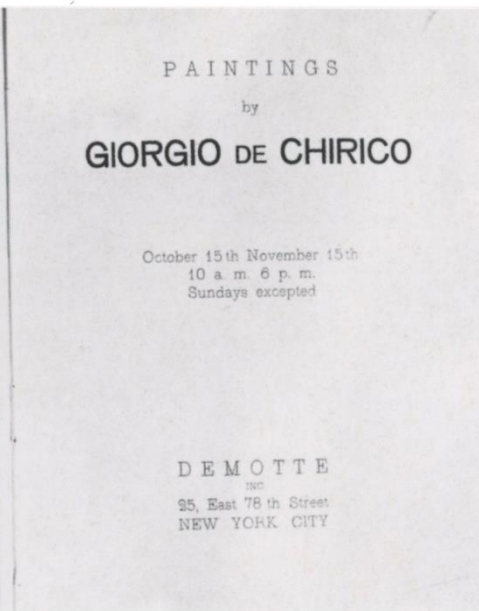 PAINTINGS
by
GIORGIO DE CHIRICO
October 15th November 15th
10 a. m. 6 p. m.
Sundays excepted
DEMOTTE
INC
25, East 78 th Street
NEW YORK CITY